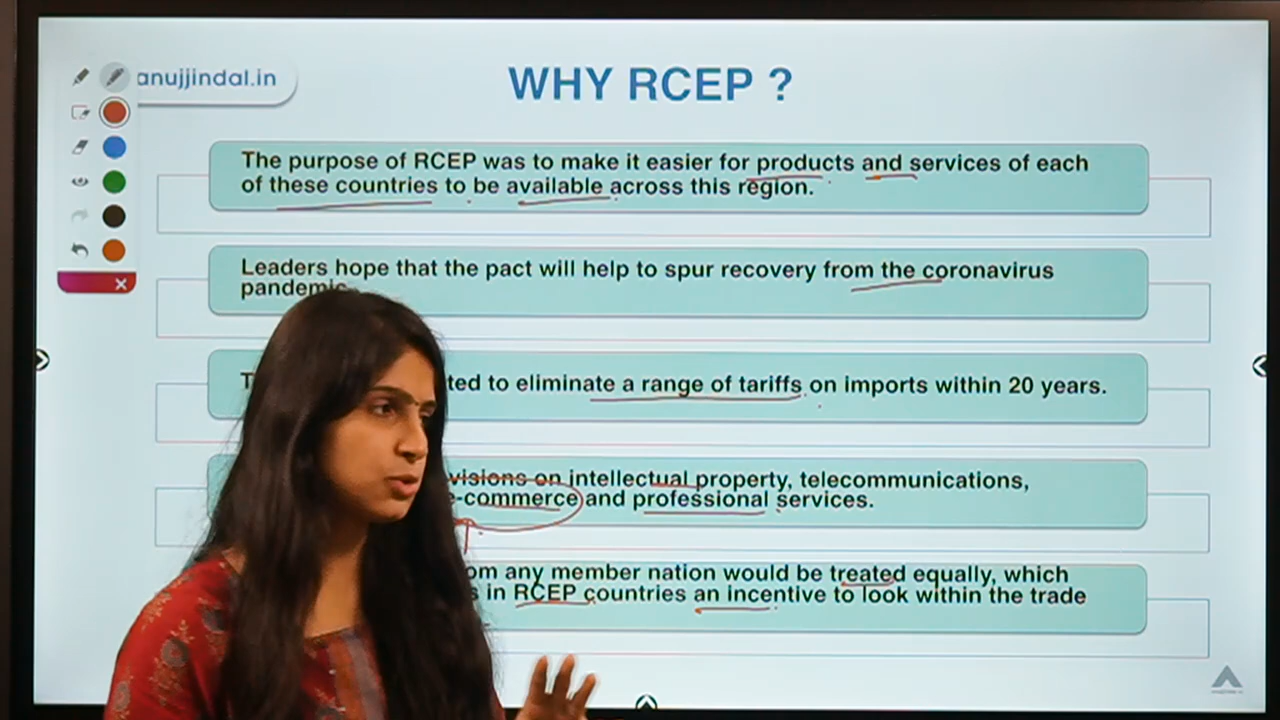 anujjindal.in
WHY RCEP ?
The purpose of RCEP was to make it easier for products and services of each
of these countries to be available across this region.
Leaders hope that the pact will help to spur recovery from the coronavirus
pandemic
ted to eliminate a range of tariffs on imports within 20 years.
visions on intellectual property, telecommunications,
e-commerce and professional services.
om any member nation would be treated equally, which
s in RCEP countries an incentive to look within the trade